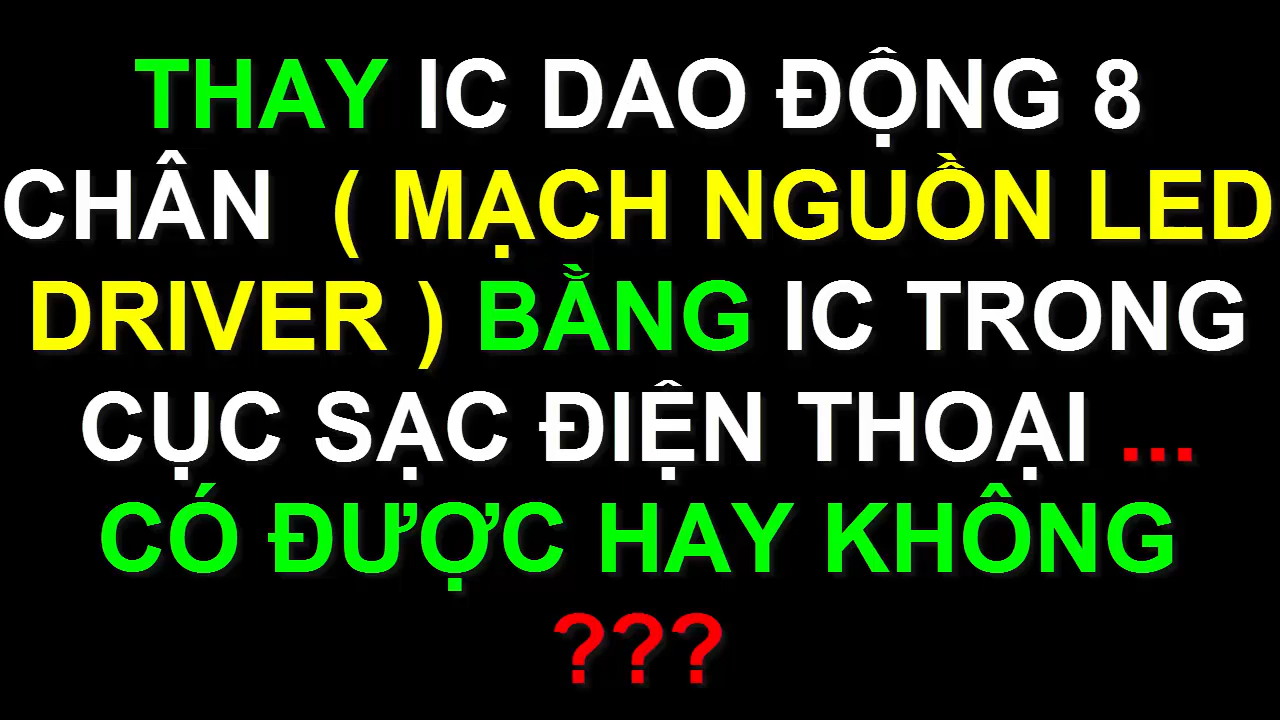 THAY IC DAO ĐỘNG 8
CHÂN ( MẠCH NGUỒN LED
DRIVER ) BẰNG IC TRONG
CỤC SẠC ĐIỆN THOẠI ...
CÓ ĐƯỢC HAY KHÔNG
???